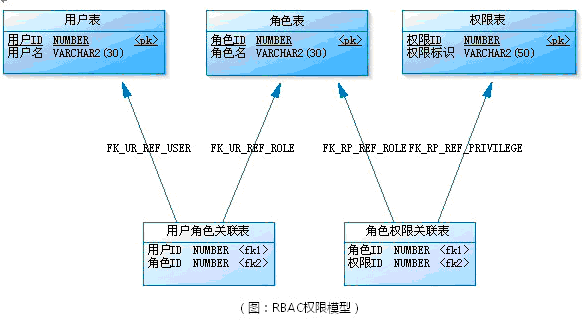 用户表
用户ID NUMBER <pk>
用户名 VARCHAR2(30)
角色表
角色ID NUMBER <pk>
角色名 VARCHAR2(30)
权限表
权限ID NUMBER <pk>
权限标识 VARCHAR2(50)
FK_UR_REF_USER
FK_UR_REF_ROLE
FK_RP_REF_ROLE
FK_RP_REF_PRIVILEGE
用户角色关联表
用户ID NUMBER <fk1>
角色ID NUMBER <fk2>
角色权限关联表
角色ID NUMBER <fk1>
权限ID NUMBER <fk2>
（图：RBAC权限模型）